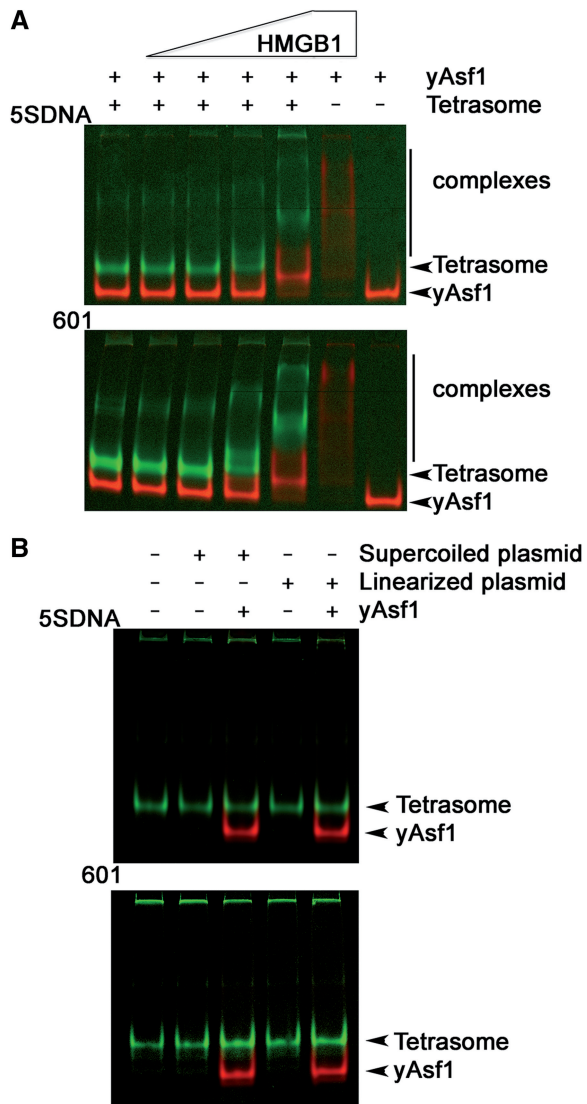 A
HMGB1
+ + + + + + + yAsf1
+ + + + + - - Tetrasome
5SDNA
complexes
Tetrasome
yAsf1
601
complexes
Tetrasome
yAsf1
B
- + + - - Supercoiled plasmid
- - - + + Linearized plasmid
- - + - + yAsf1
5SDNA
Tetrasome
yAsf1
601
Tetrasome
yAsf1